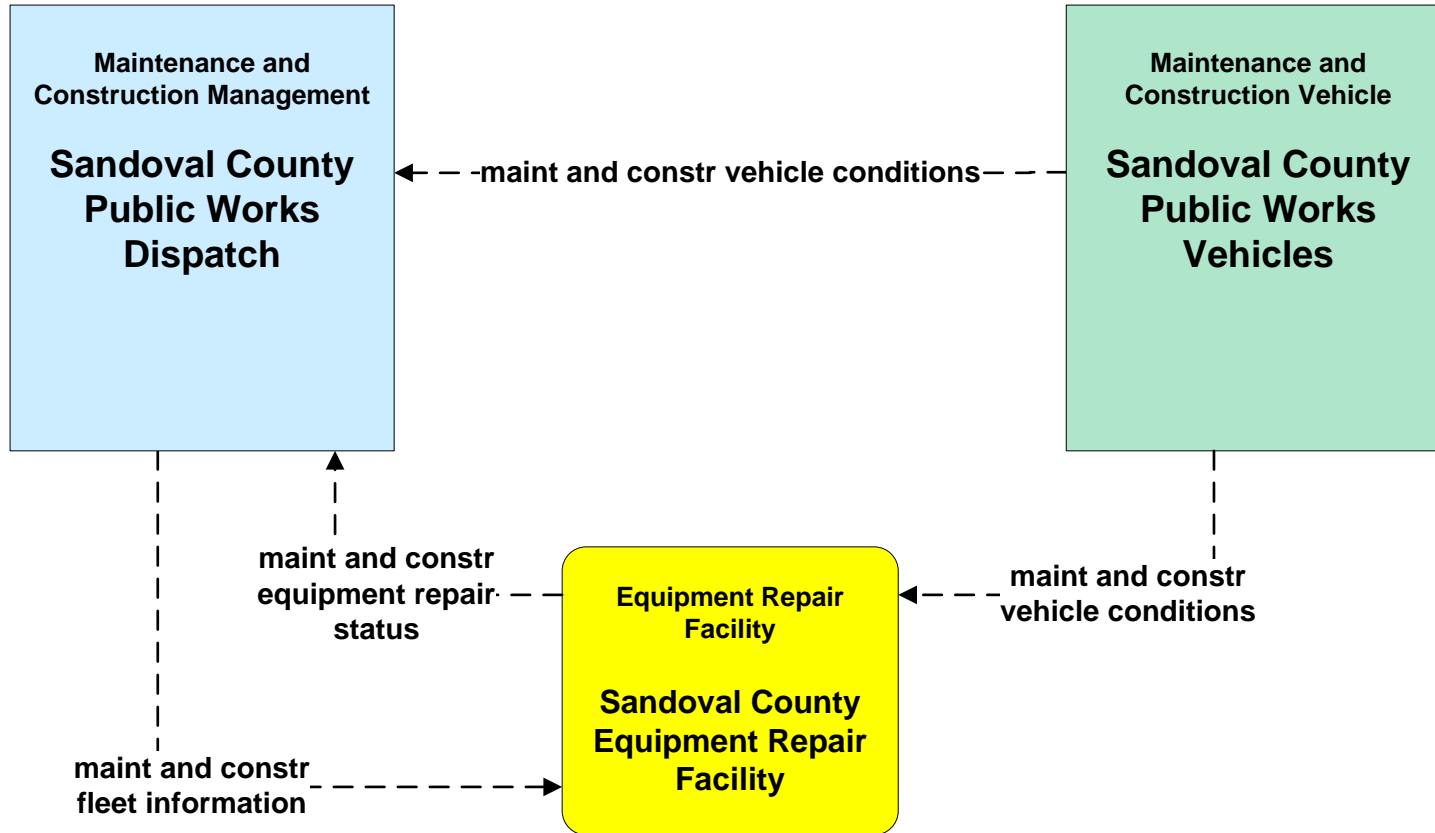 Maintenance and
Construction Management
Sandoval County
Public Works
Dispatch
maint and constr vehicle conditions
Maintenance and
Construction Vehicle
Sandoval County
Public Works
Vehicles
maint and constr
equipment repair
status
Equipment Repair
Facility
Sandoval County
Equipment Repair
Facility
maint and constr
vehicle conditions
maint and constr
fleet information